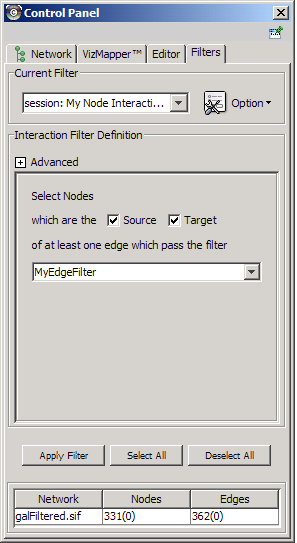 Control Panel
Network VizMapper™ Editor Filters
Current Filter
session: My Node Interacti... Option
Interaction Filter Definition
Advanced
Select Nodes
which are the Source Target
of at least one edge which pass the filter
MyEdgeFilter
Apply Filter Select All Deselect All
Network Nodes Edges
galFiltered.sif 331(0) 362(0)